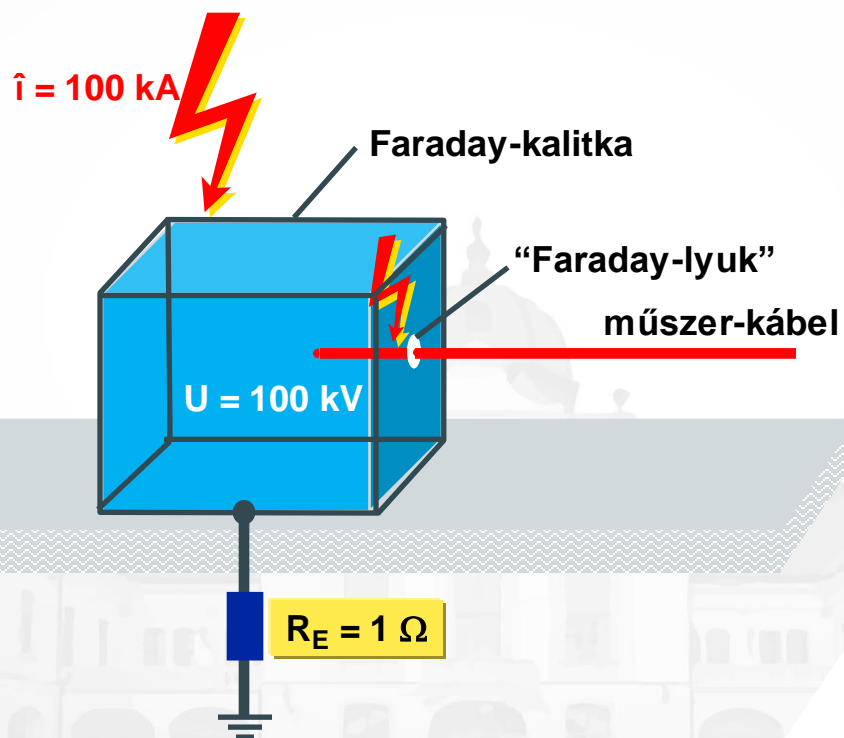 î = 100 kA
Faraday-kalitka
“Faraday-lyuk”
műszer-kábel
U = 100 kV
R_E = 1 Ω